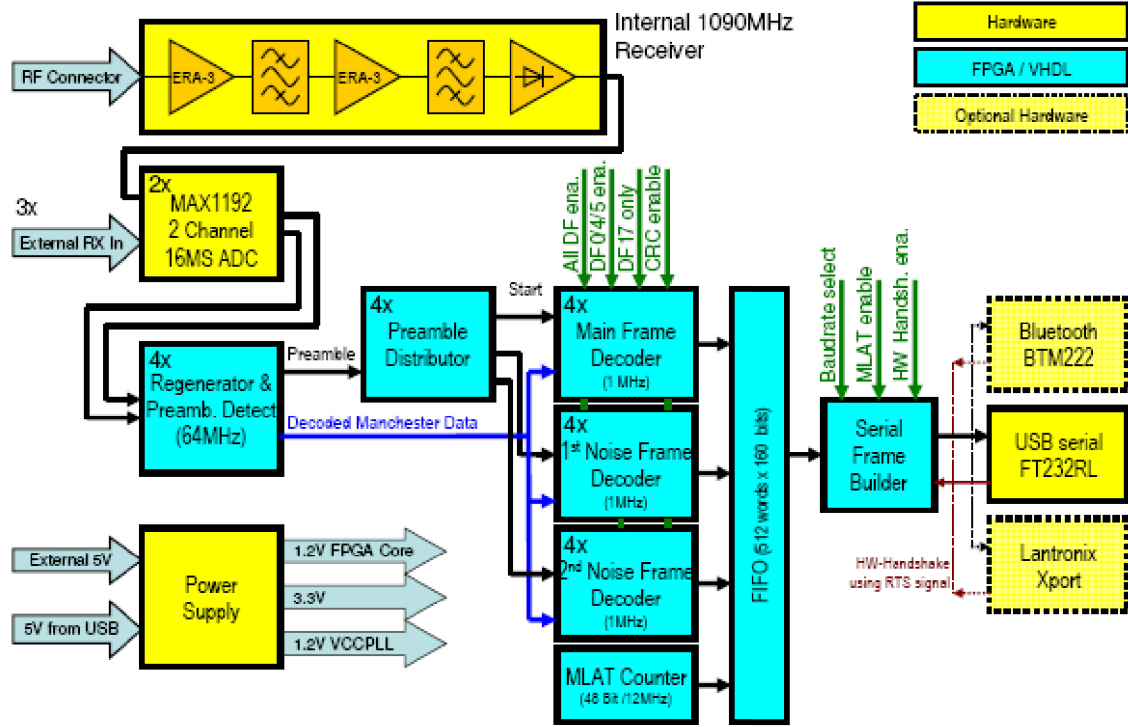 Internal 1090MHz
Receiver
RF Connector
ERA-3
ERA-3
Hardware
FPGA / VHDL
Optional Hardware
3x
External RX In
2x
MAX1192
2 Channel
16MS ADC
All DF ena.
DF0/4/5 ena.
DF17 only
CRC enable
4x
Regenerator &
Preamb. Detect
(64MHz)
Preamble
Decoded Manchester Data
4x
Preamble
Distributor
Start
4x
Main Frame
Decoder
(1 MHz)
4x
1st Noise Frame
Decoder
(1MHz)
4x
2nd Noise Frame
Decoder
(1MHz)
MLAT Counter
(48 Bit /12MHz)
FIFO (512 words x 160 bits)
Baudrate select
MLAT enable
HW Handsh. ena.
Serial
Frame
Builder
Bluetooth
BTM222
USB serial
FT232RL
Lantronix
Xport
HW-Handshake
using RTS signal
External 5V
5V from USB
Power
Supply
1.2V FPGA Core
3.3V
1.2V VCCPLL